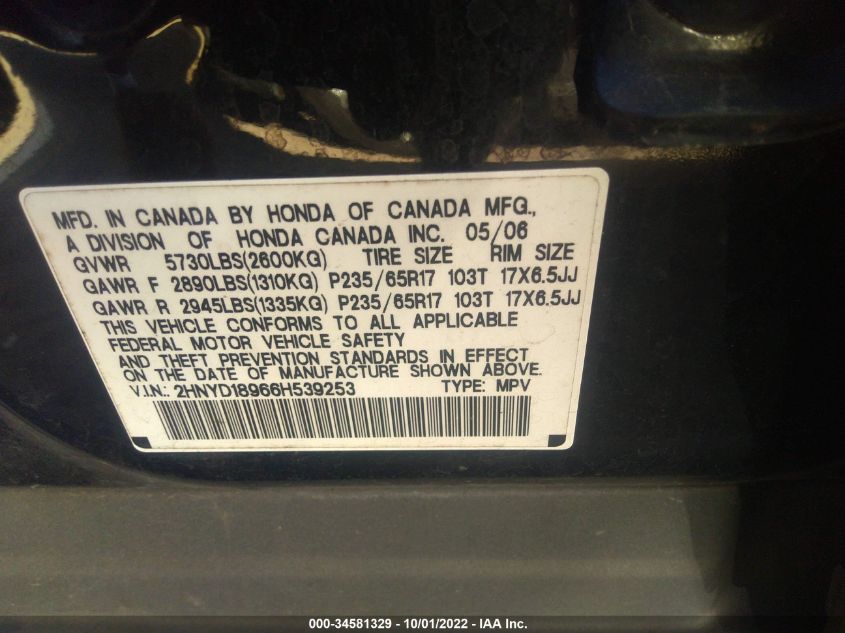 MFD. IN CANADA BY HONDA OF CANADA MFG.,
A DIVISION OF HONDA CANADA INC. 05/06
GVWR 5730LBS(2600KG) TIRE SIZE RIM SIZE
GAWR F 2890LBS(1310KG) P235/65R17 103T 17X6.5JJ
GAWR R 2945LBS(1335KG) P235/65R17 103T 17X6.5JJ
THIS VEHICLE CONFORMS TO ALL APPLICABLE
FEDERAL MOTOR VEHICLE SAFETY
AND THEFT PREVENTION STANDARDS IN EFFECT
ON THE DATE OF MANUFACTURE SHOWN ABOVE.
V.I.N.: 2HNYD18966H539253 TYPE: MPV
000-34581329 - 10/01/2022 - IAA Inc.